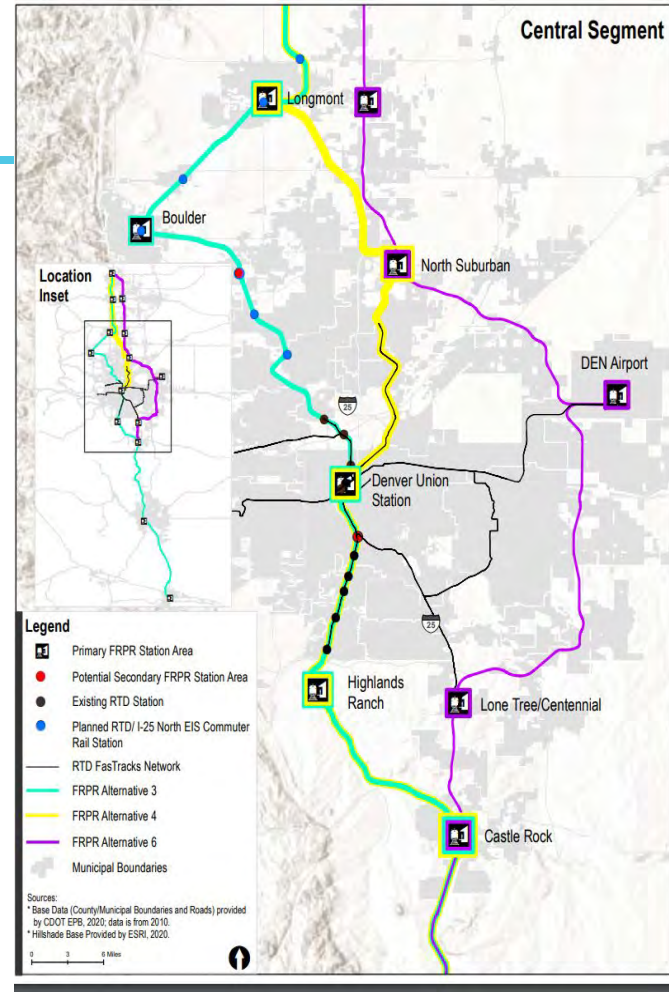 Central Segment
Longmont
Boulder
North Suburban
Location
Inset
DEN Airport
25
Denver Union
Station
25
Legend
Primary FRPR Station Area
Potential Secondary FRPR Station Area
Existing RTD Station
Planned RTD/ I-25 North EIS Commuter
Rail Station
RTD FasTracks Network
FRPR Alternative 3
FRPR Alternative 4
FRPR Alternative 6
Municipal Boundaries
Highlands
Ranch
Lone Tree/Centennial
Castle Rock
Sources:
* Base Data (County/Municipal Boundaries and Roads) provided
by CDOT EPB, 2020; data is from 2010.
* Hillshade Base Provided by ESRI, 2020.
0 3 6 Miles